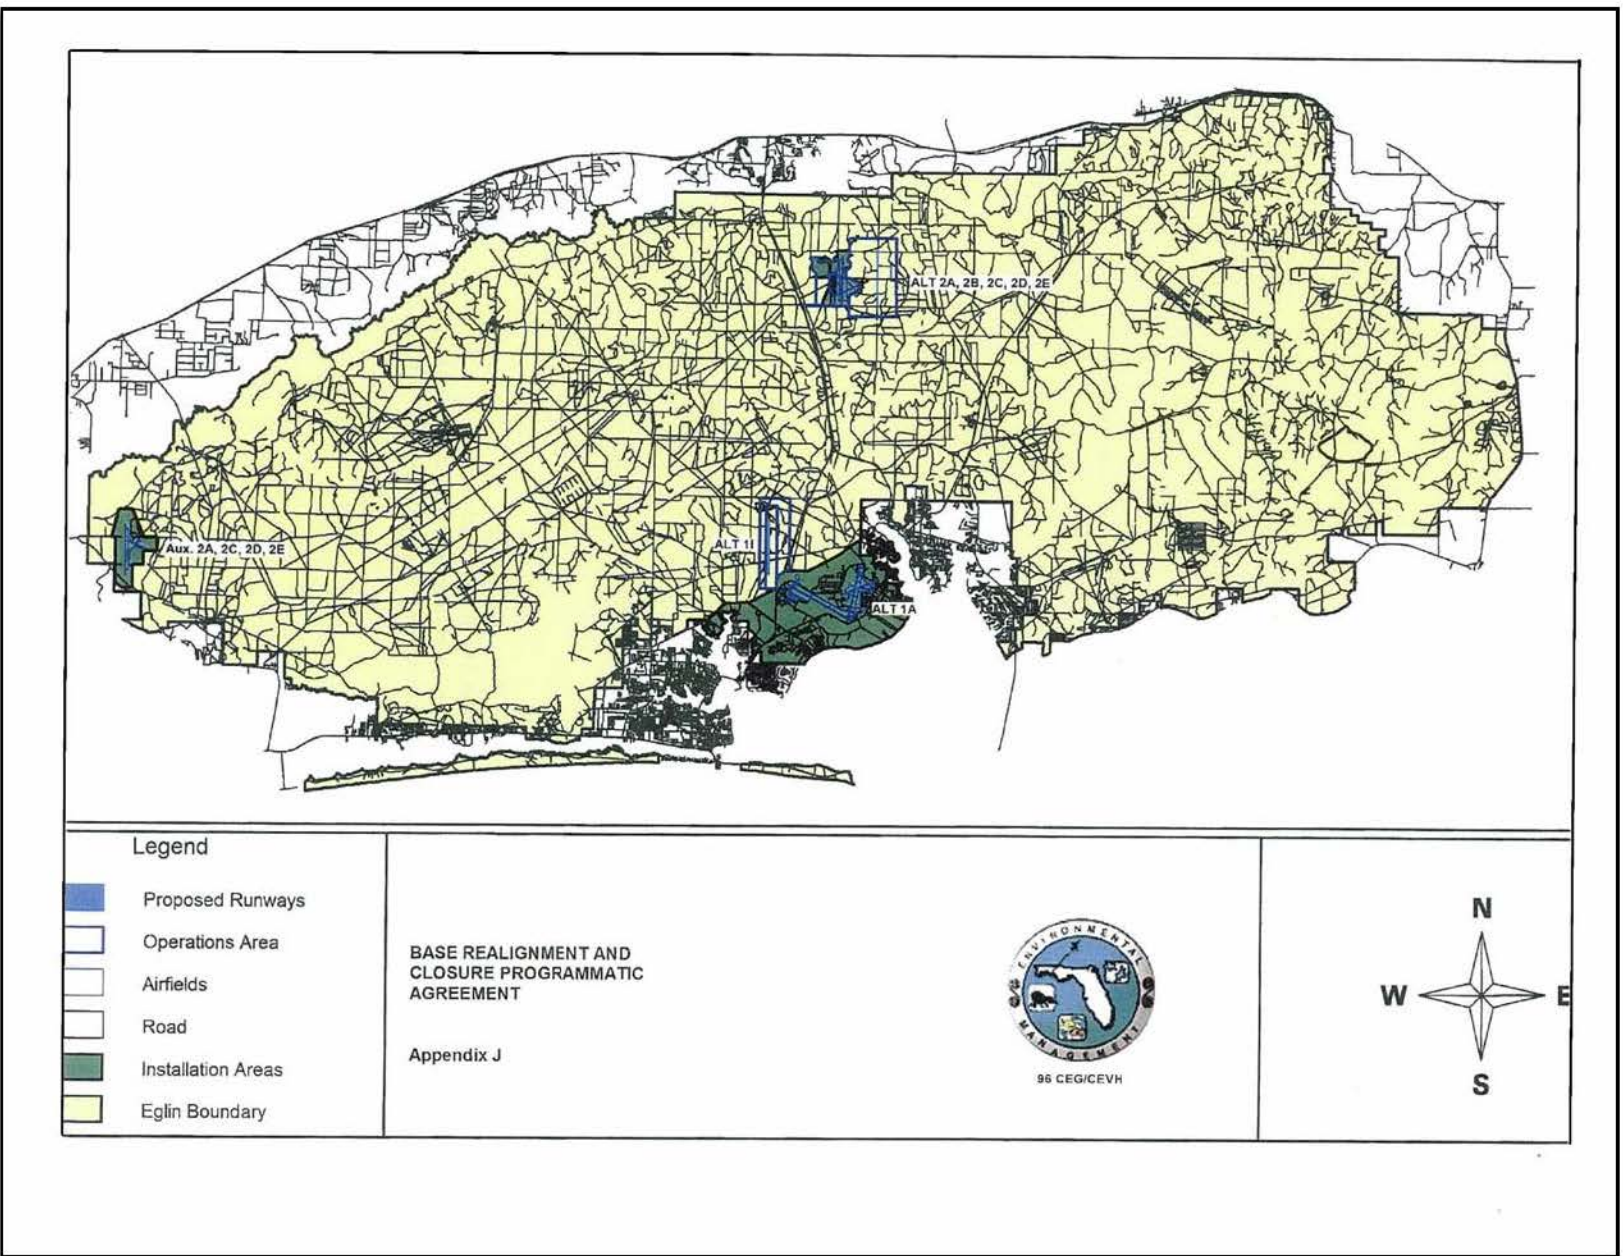 ALT 2A, 2B, 2C, 2D, 2E
ALT 1I
Aux. 2A, 2C, 2D, 2E
ALT 1A
Legend
Proposed Runways
Operations Area
Airfields
Road
Installation Areas
Eglin Boundary
BASE REALIGNMENT AND
CLOSURE PROGRAMMATIC
AGREEMENT
Appendix J
ENVIRONMENTAL
MANAGEMENT
96 CEG/CEVH
N
W
E
S